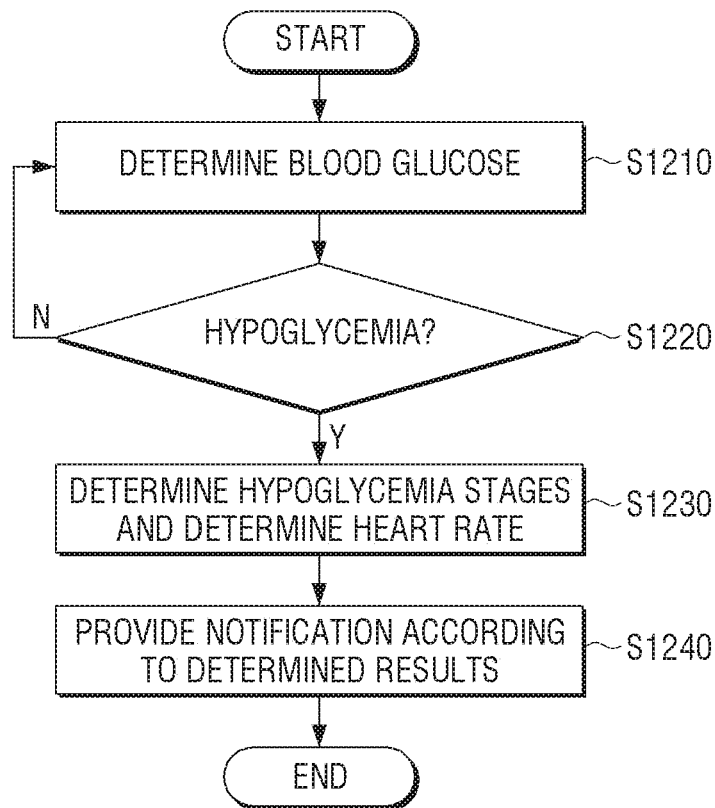 START
DETERMINE BLOOD GLUCOSE
S1210
HYPOGLYCEMIA?
S1220
N
Y
DETERMINE HYPOGLYCEMIA STAGES
AND DETERMINE HEART RATE
S1230
PROVIDE NOTIFICATION ACCORDING
TO DETERMINED RESULTS
S1240
END